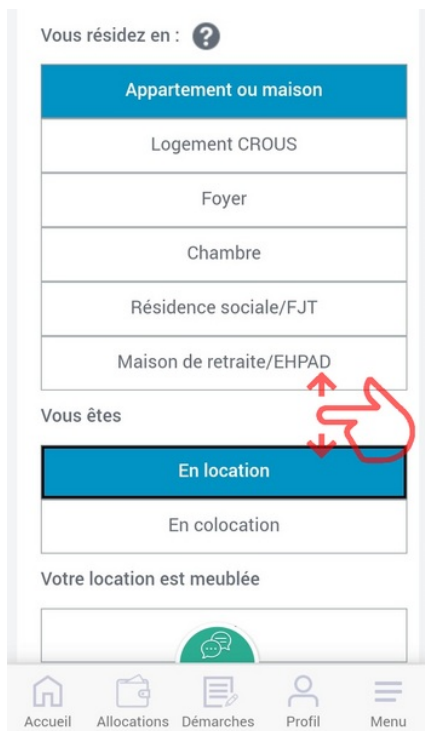 Vous résidez en : ?
Appartement ou maison
Logement CROUS
Foyer
Chambre
Résidence sociale/FJT
Maison de retraite/EHPAD
Vous êtes
En location
En colocation
Votre location est meublée
Accueil Allocations Démarches Profil Menu